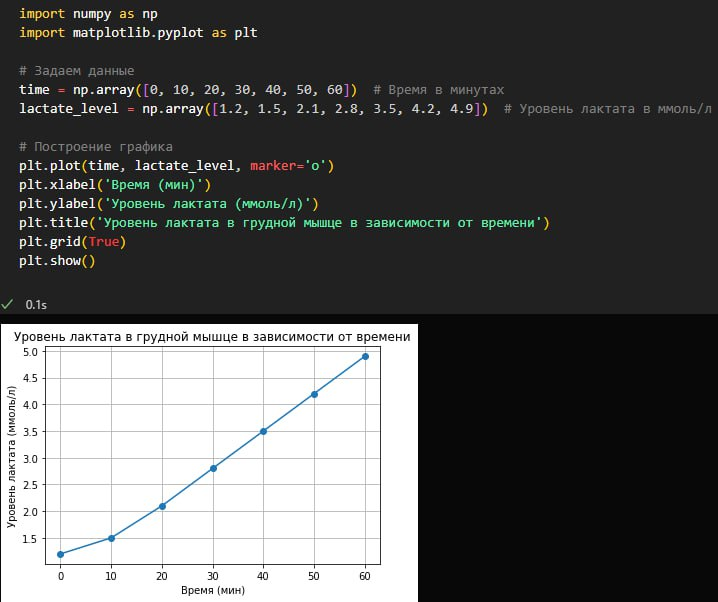 import numpy as np
import matplotlib.pyplot as plt
# Задаем данные
time = np.array([0, 10, 20, 30, 40, 50, 60])  # Время в минутах
lactate_level = np.array([1.2, 1.5, 2.1, 2.8, 3.5, 4.2, 4.9])  # Уровень лактата в ммоль/л
# Построение графика
plt.plot(time, lactate_level, marker='o')
plt.xlabel('Время (мин)')
plt.ylabel('Уровень лактата (ммоль/л)')
plt.title('Уровень лактата в грудной мышце в зависимости от времени')
plt.grid(True)
plt.show()
0.1s
Уровень лактата в грудной мышце в зависимости от времени
Уровень лактата (ммоль/л)
5.0
4.5
4.0
3.5
3.0
2.5
2.0
1.5
0 10 20 30 40 50 60
Время (мин)